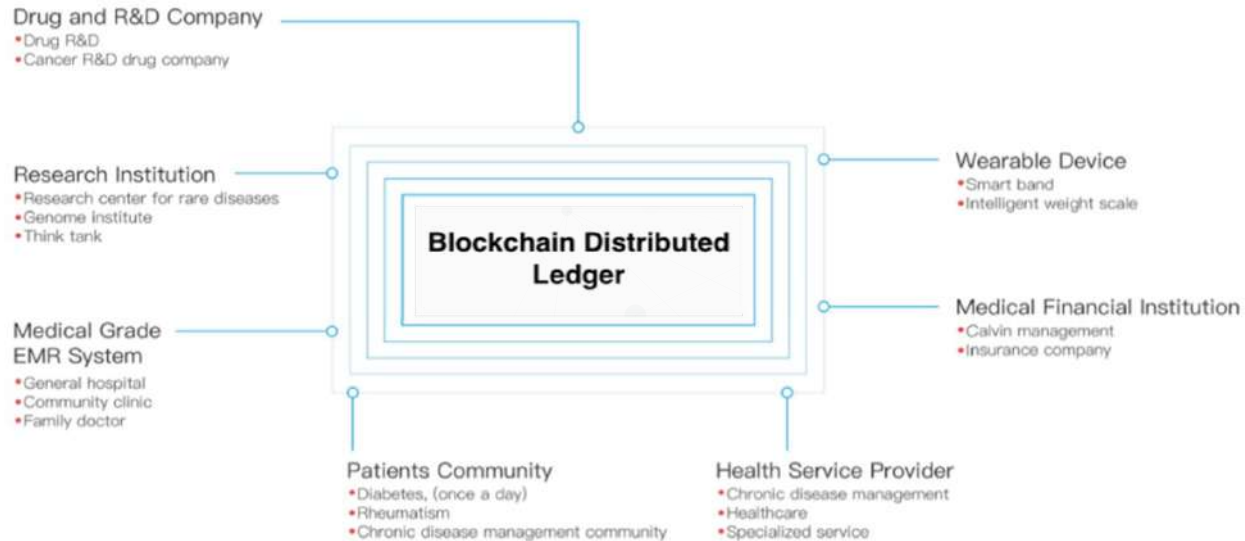 Drug and R&D Company
•Drug R&D
•Cancer R&D drug company
Research Institution
•Research center for rare diseases
•Genome institute
•Think tank
Medical Grade
EMR System
•General hospital
•Community clinic
•Family doctor
Blockchain Distributed
Ledger
Wearable Device
•Smart band
•Intelligent weight scale
Medical Financial Institution
•Calvin management
•Insurance company
Patients Community
•Diabetes, (once a day)
•Rheumatism
•Chronic disease management community
Health Service Provider
•Chronic disease management
•Healthcare
•Specialized service